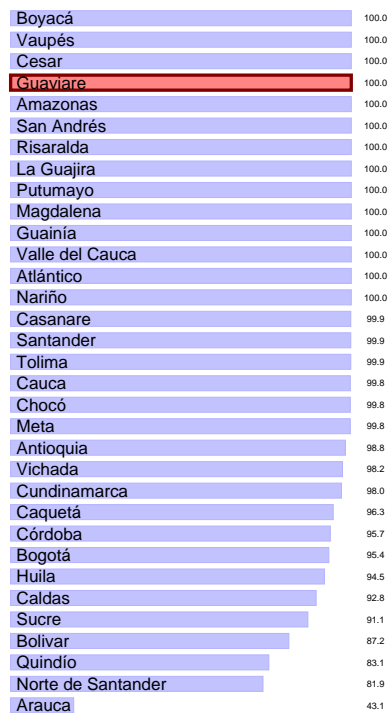 Boyacá 100.0
Vaupés 100.0
Cesar 100.0
Guaviare 100.0
Amazonas 100.0
San Andrés 100.0
Risaralda 100.0
La Guajira 100.0
Putumayo 100.0
Magdalena 100.0
Guainía 100.0
Valle del Cauca 100.0
Atlántico 100.0
Nariño 100.0
Casanare 99.9
Santander 99.9
Tolima 99.9
Cauca 99.8
Chocó 99.8
Meta 99.8
Antioquia 98.8
Vichada 98.2
Cundinamarca 98.0
Caquetá 96.3
Córdoba 95.7
Bogotá 95.4
Huila 94.5
Caldas 92.8
Sucre 91.1
Bolivar 87.2
Quindío 83.1
Norte de Santander 81.9
Arauca 43.1